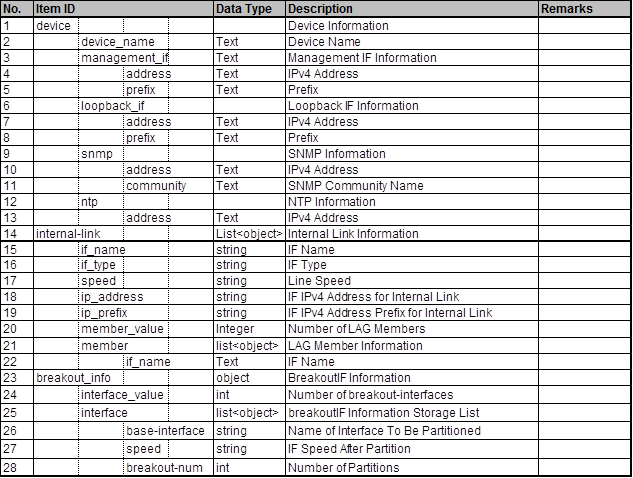 No. Item ID Data Type Description Remarks
1 device Device Information
2 device_name Text Device Name
3 management_if Text Management IF Information
4 address Text IPv4 Address
5 prefix Text Prefix
6 loopback_if Loopback IF Information
7 address Text IPv4 Address
8 prefix Text Prefix
9 snmp SNMP Information
10 address Text IPv4 Address
11 community Text SNMP Community Name
12 ntp NTP Information
13 address Text IPv4 Address
14 internal-link List<object> Internal Link Information
15 if_name string IF Name
16 if_type string IF Type
17 speed string Line Speed
18 ip_address string IF IPv4 Address for Internal Link
19 ip_prefix string IF IPv4 Address Prefix for Internal Link
20 member_value Integer Number of LAG Members
21 member list<object> LAG Member Information
22 if_name Text IF Name
23 breakout_info object BreakoutIF Information
24 interface_value int Number of breakout-interfaces
25 interface list<object> breakoutIF Information Storage List
26 base-interface string Name of Interface To Be Partitioned
27 speed string IF Speed After Partition
28 breakout-num int Number of Partitions